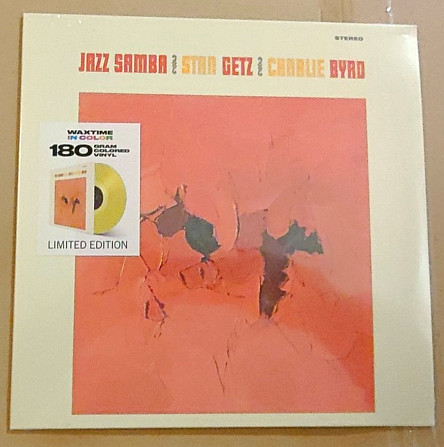 STEREO
JAZZ SAMBA STAN GETZ CHARLIE BYRD
WAXTIME
IN COLOR
180 GRAM
COLORED
VINYL
LIMITED EDITION